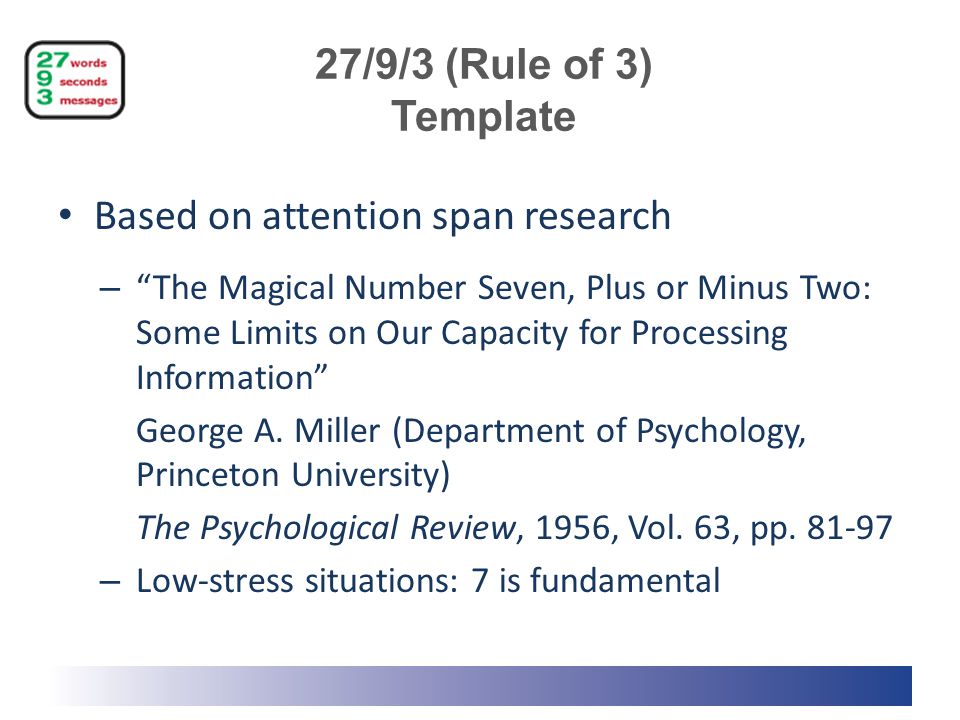 27 words
9 seconds
3 messages
27/9/3 (Rule of 3)
Template
• Based on attention span research
– “The Magical Number Seven, Plus or Minus Two:
Some Limits on Our Capacity for Processing
Information”
George A. Miller (Department of Psychology,
Princeton University)
The Psychological Review, 1956, Vol. 63, pp. 81-97
– Low-stress situations: 7 is fundamental